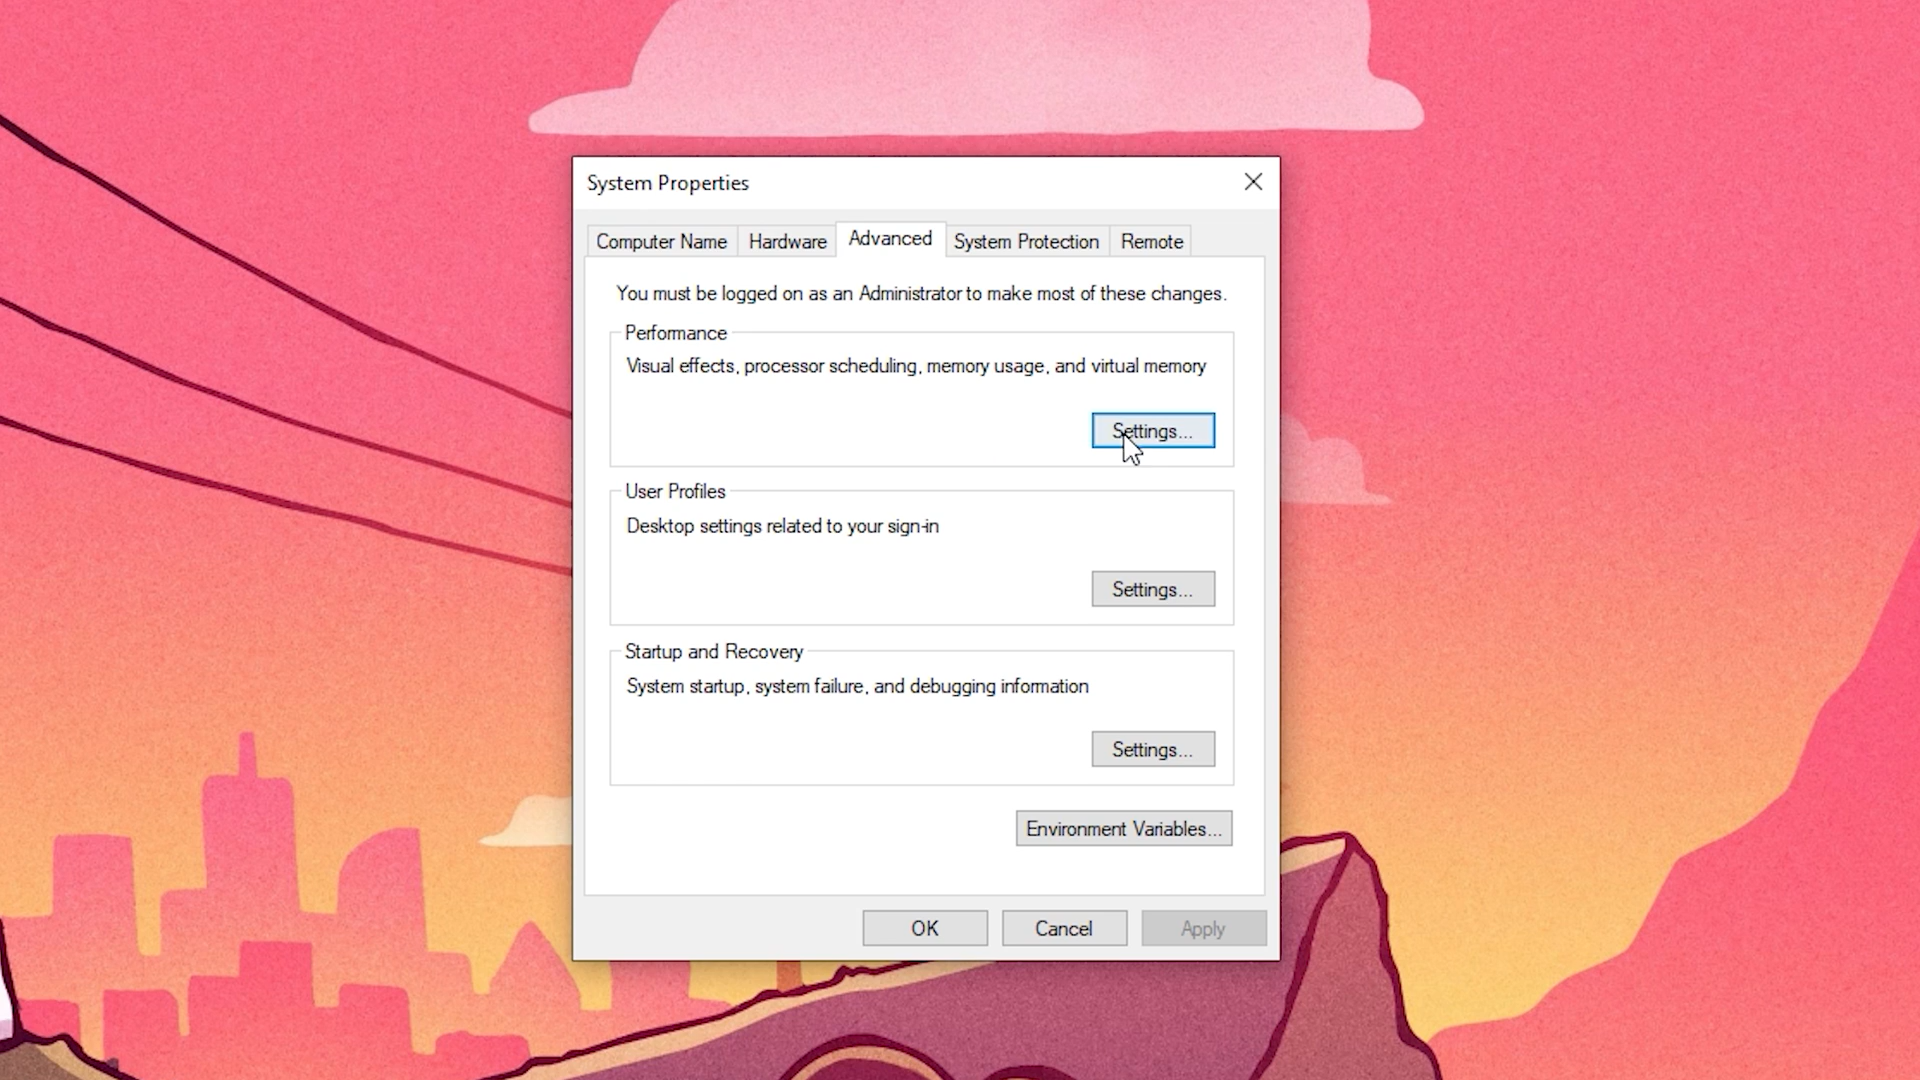 System Properties
Computer Name Hardware Advanced System Protection Remote
You must be logged on as an Administrator to make most of these changes.
Performance
Visual effects, processor scheduling, memory usage, and virtual memory
Settings...
User Profiles
Desktop settings related to your sign-in
Settings...
Startup and Recovery
System startup, system failure, and debugging information
Settings...
Environment Variables...
OK Cancel Apply